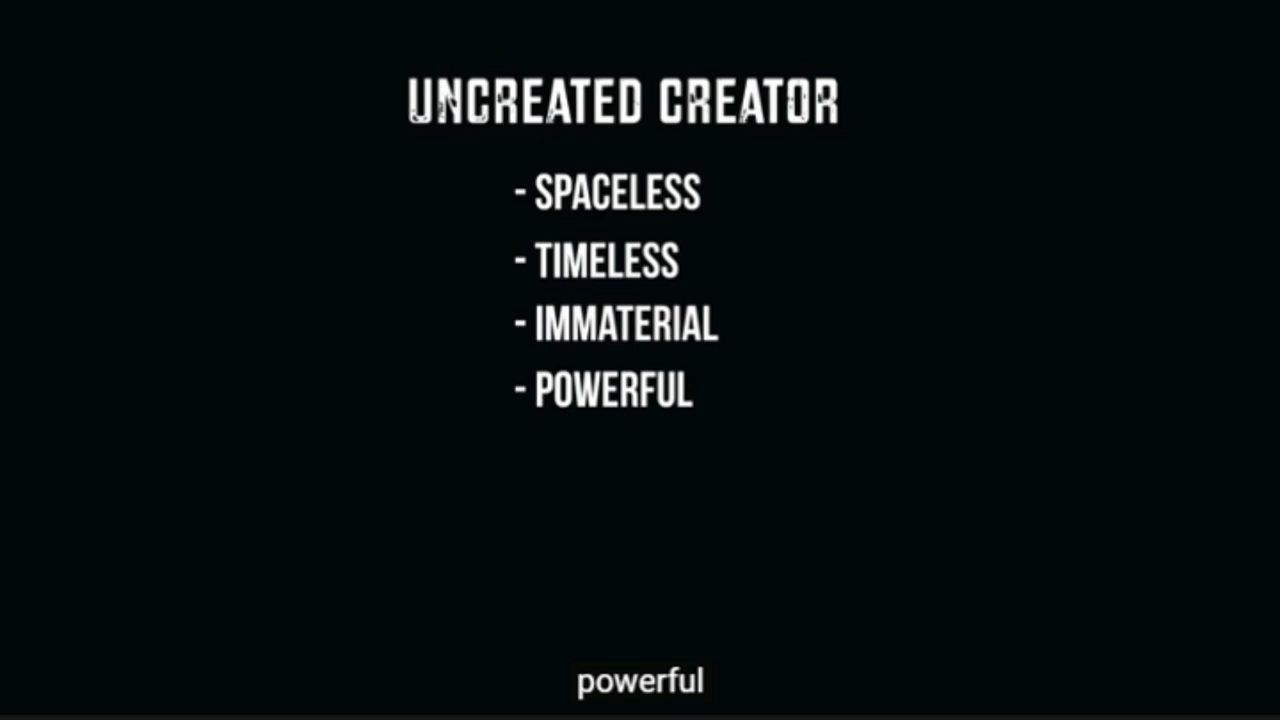 UNCREATED CREATOR
- SPACELESS
- TIMELESS
- IMMATERIAL
- POWERFUL
powerful